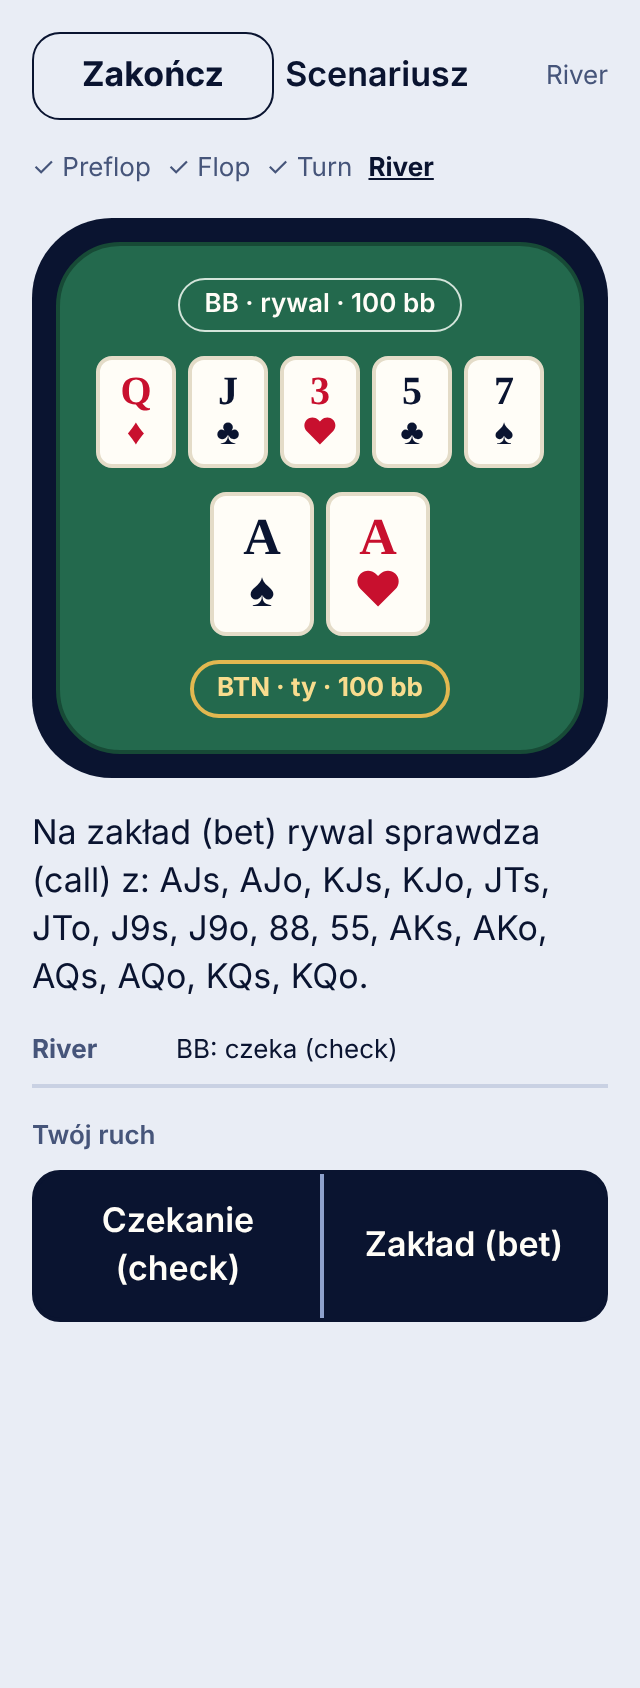 Zakończ Scenariusz River
✓ Preflop ✓ Flop ✓ Turn River
BB · rywal · 100 bb
Q J 3 5 7
♦ ♣ ♥ ♣ ♠
A A
♠ ♥
BTN · ty · 100 bb
Na zakład (bet) rywal sprawdza
(call) z: AJs, AJo, KJs, KJo, JTs,
JTo, J9s, J9o, 88, 55, AKs, AKo,
AQs, AQo, KQs, KQo.
River BB: czeka (check)
Twój ruch
Czekanie
(check)
Zakład (bet)